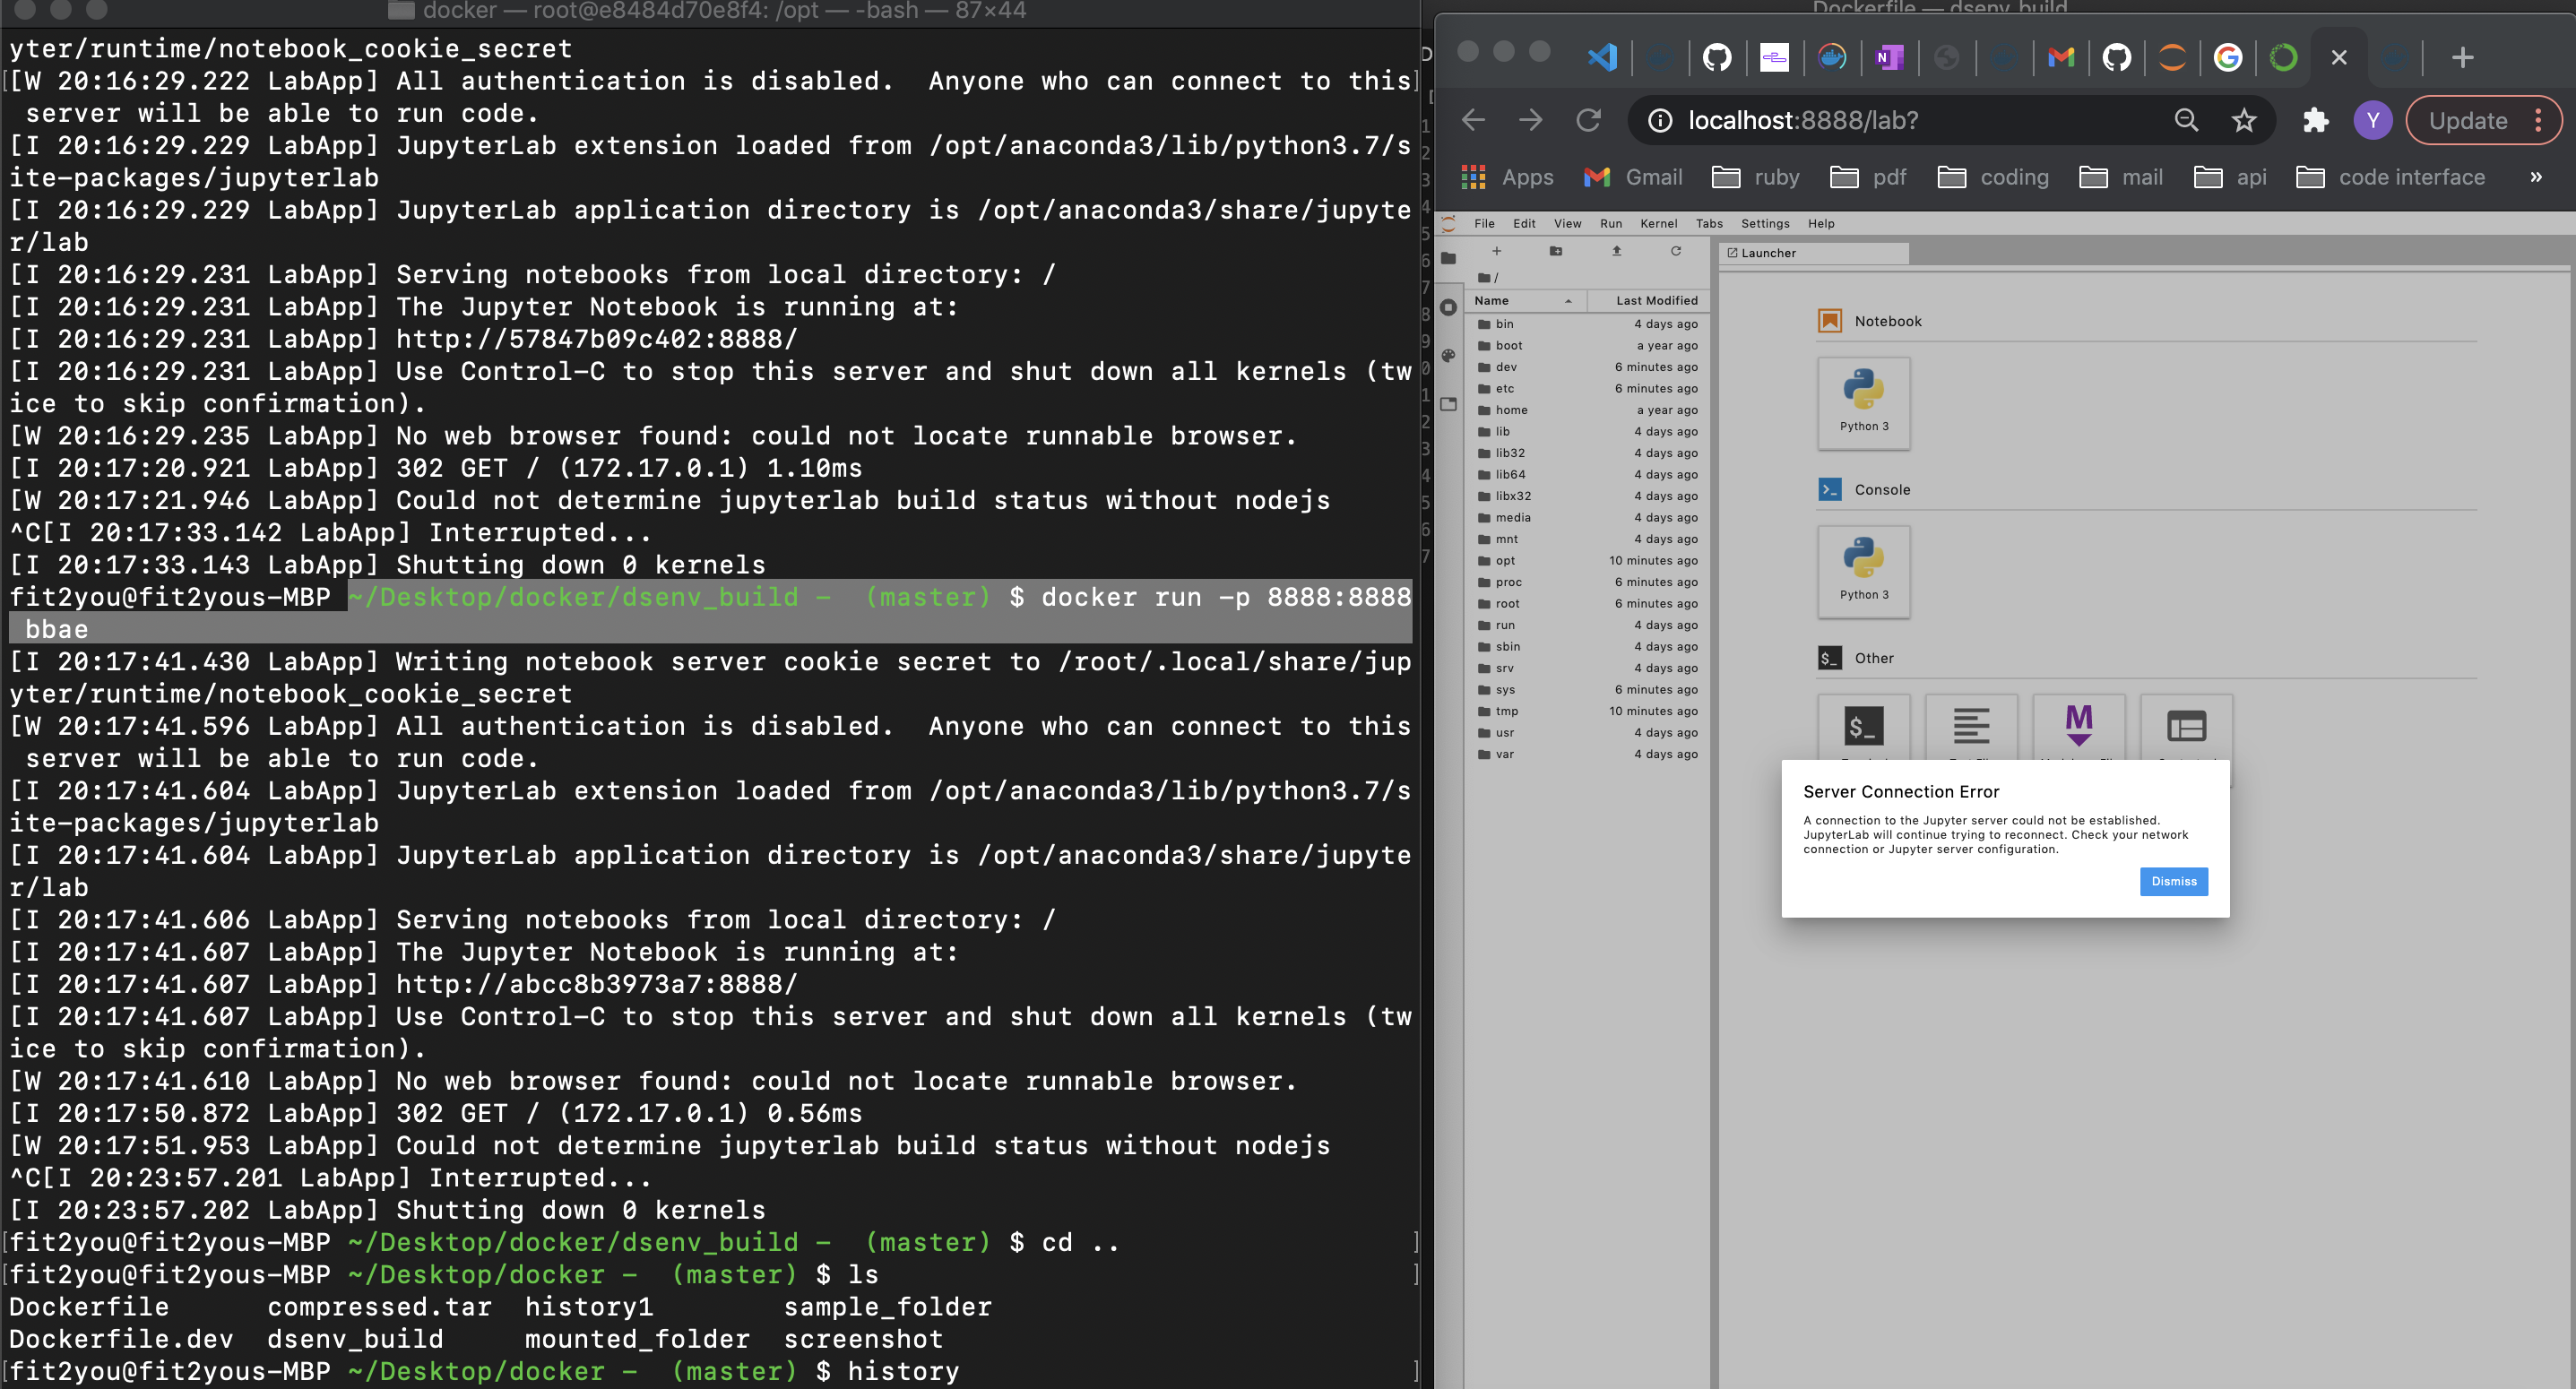 docker — root@e8484d70e8f4: /opt — -bash — 87×44
yter/runtime/notebook_cookie_secret
[[W 20:16:29.222 LabApp] All authentication is disabled.  Anyone who can connect to this]
 server will be able to run code.
[I 20:16:29.229 LabApp] JupyterLab extension loaded from /opt/anaconda3/lib/python3.7/s
ite-packages/jupyterlab
[I 20:16:29.229 LabApp] JupyterLab application directory is /opt/anaconda3/share/jupyte
r/lab
[I 20:16:29.231 LabApp] Serving notebooks from local directory: /
[I 20:16:29.231 LabApp] The Jupyter Notebook is running at:
[I 20:16:29.231 LabApp] http://57847b09c402:8888/
[I 20:16:29.231 LabApp] Use Control-C to stop this server and shut down all kernels (tw
ice to skip confirmation).
[W 20:16:29.235 LabApp] No web browser found: could not locate runnable browser.
[I 20:17:20.921 LabApp] 302 GET / (172.17.0.1) 1.10ms
[W 20:17:21.946 LabApp] Could not determine jupyterlab build status without nodejs
^C[I 20:17:33.142 LabApp] Interrupted...
[I 20:17:33.143 LabApp] Shutting down 0 kernels
fit2you@fit2yous-MBP ~/Desktop/docker/dsenv_build -  (master) $ docker run -p 8888:8888
 bbae
[I 20:17:41.430 LabApp] Writing notebook server cookie secret to /root/.local/share/jup
yter/runtime/notebook_cookie_secret
[W 20:17:41.596 LabApp] All authentication is disabled.  Anyone who can connect to this
 server will be able to run code.
[I 20:17:41.604 LabApp] JupyterLab extension loaded from /opt/anaconda3/lib/python3.7/s
ite-packages/jupyterlab
[I 20:17:41.604 LabApp] JupyterLab application directory is /opt/anaconda3/share/jupyte
r/lab
[I 20:17:41.606 LabApp] Serving notebooks from local directory: /
[I 20:17:41.607 LabApp] The Jupyter Notebook is running at:
[I 20:17:41.607 LabApp] http://abcc8b3973a7:8888/
[I 20:17:41.607 LabApp] Use Control-C to stop this server and shut down all kernels (tw
ice to skip confirmation).
[W 20:17:41.610 LabApp] No web browser found: could not locate runnable browser.
[I 20:17:50.872 LabApp] 302 GET / (172.17.0.1) 0.56ms
[W 20:17:51.953 LabApp] Could not determine jupyterlab build status without nodejs
^C[I 20:23:57.201 LabApp] Interrupted...
[I 20:23:57.202 LabApp] Shutting down 0 kernels
[fit2you@fit2yous-MBP ~/Desktop/docker/dsenv_build -  (master) $ cd .. ]
[fit2you@fit2yous-MBP ~/Desktop/docker -  (master) $ ls ]
Dockerfile      compressed.tar  history1        sample_folder
Dockerfile.dev  dsenv_build     mounted_folder  screenshot
[fit2you@fit2yous-MBP ~/Desktop/docker -  (master) $ history ]
Dockerfile — dsenv_build
localhost:8888/lab?
Y
Update
Apps Gmail ruby pdf coding mail api code interface »
File Edit View Run Kernel Tabs Settings Help
/
Name Last Modified
bin 4 days ago
boot a year ago
dev 6 minutes ago
etc 6 minutes ago
home a year ago
lib 4 days ago
lib32 4 days ago
lib64 4 days ago
libx32 4 days ago
media 4 days ago
mnt 4 days ago
opt 10 minutes ago
proc 6 minutes ago
root 6 minutes ago
run 4 days ago
sbin 4 days ago
srv 4 days ago
sys 6 minutes ago
tmp 10 minutes ago
usr 4 days ago
var 4 days ago
Launcher
Notebook
Python 3
Console
Python 3
$_ Other
$_ M
Server Connection Error
A connection to the Jupyter server could not be established.
JupyterLab will continue trying to reconnect. Check your network
connection or Jupyter server configuration.
Dismiss